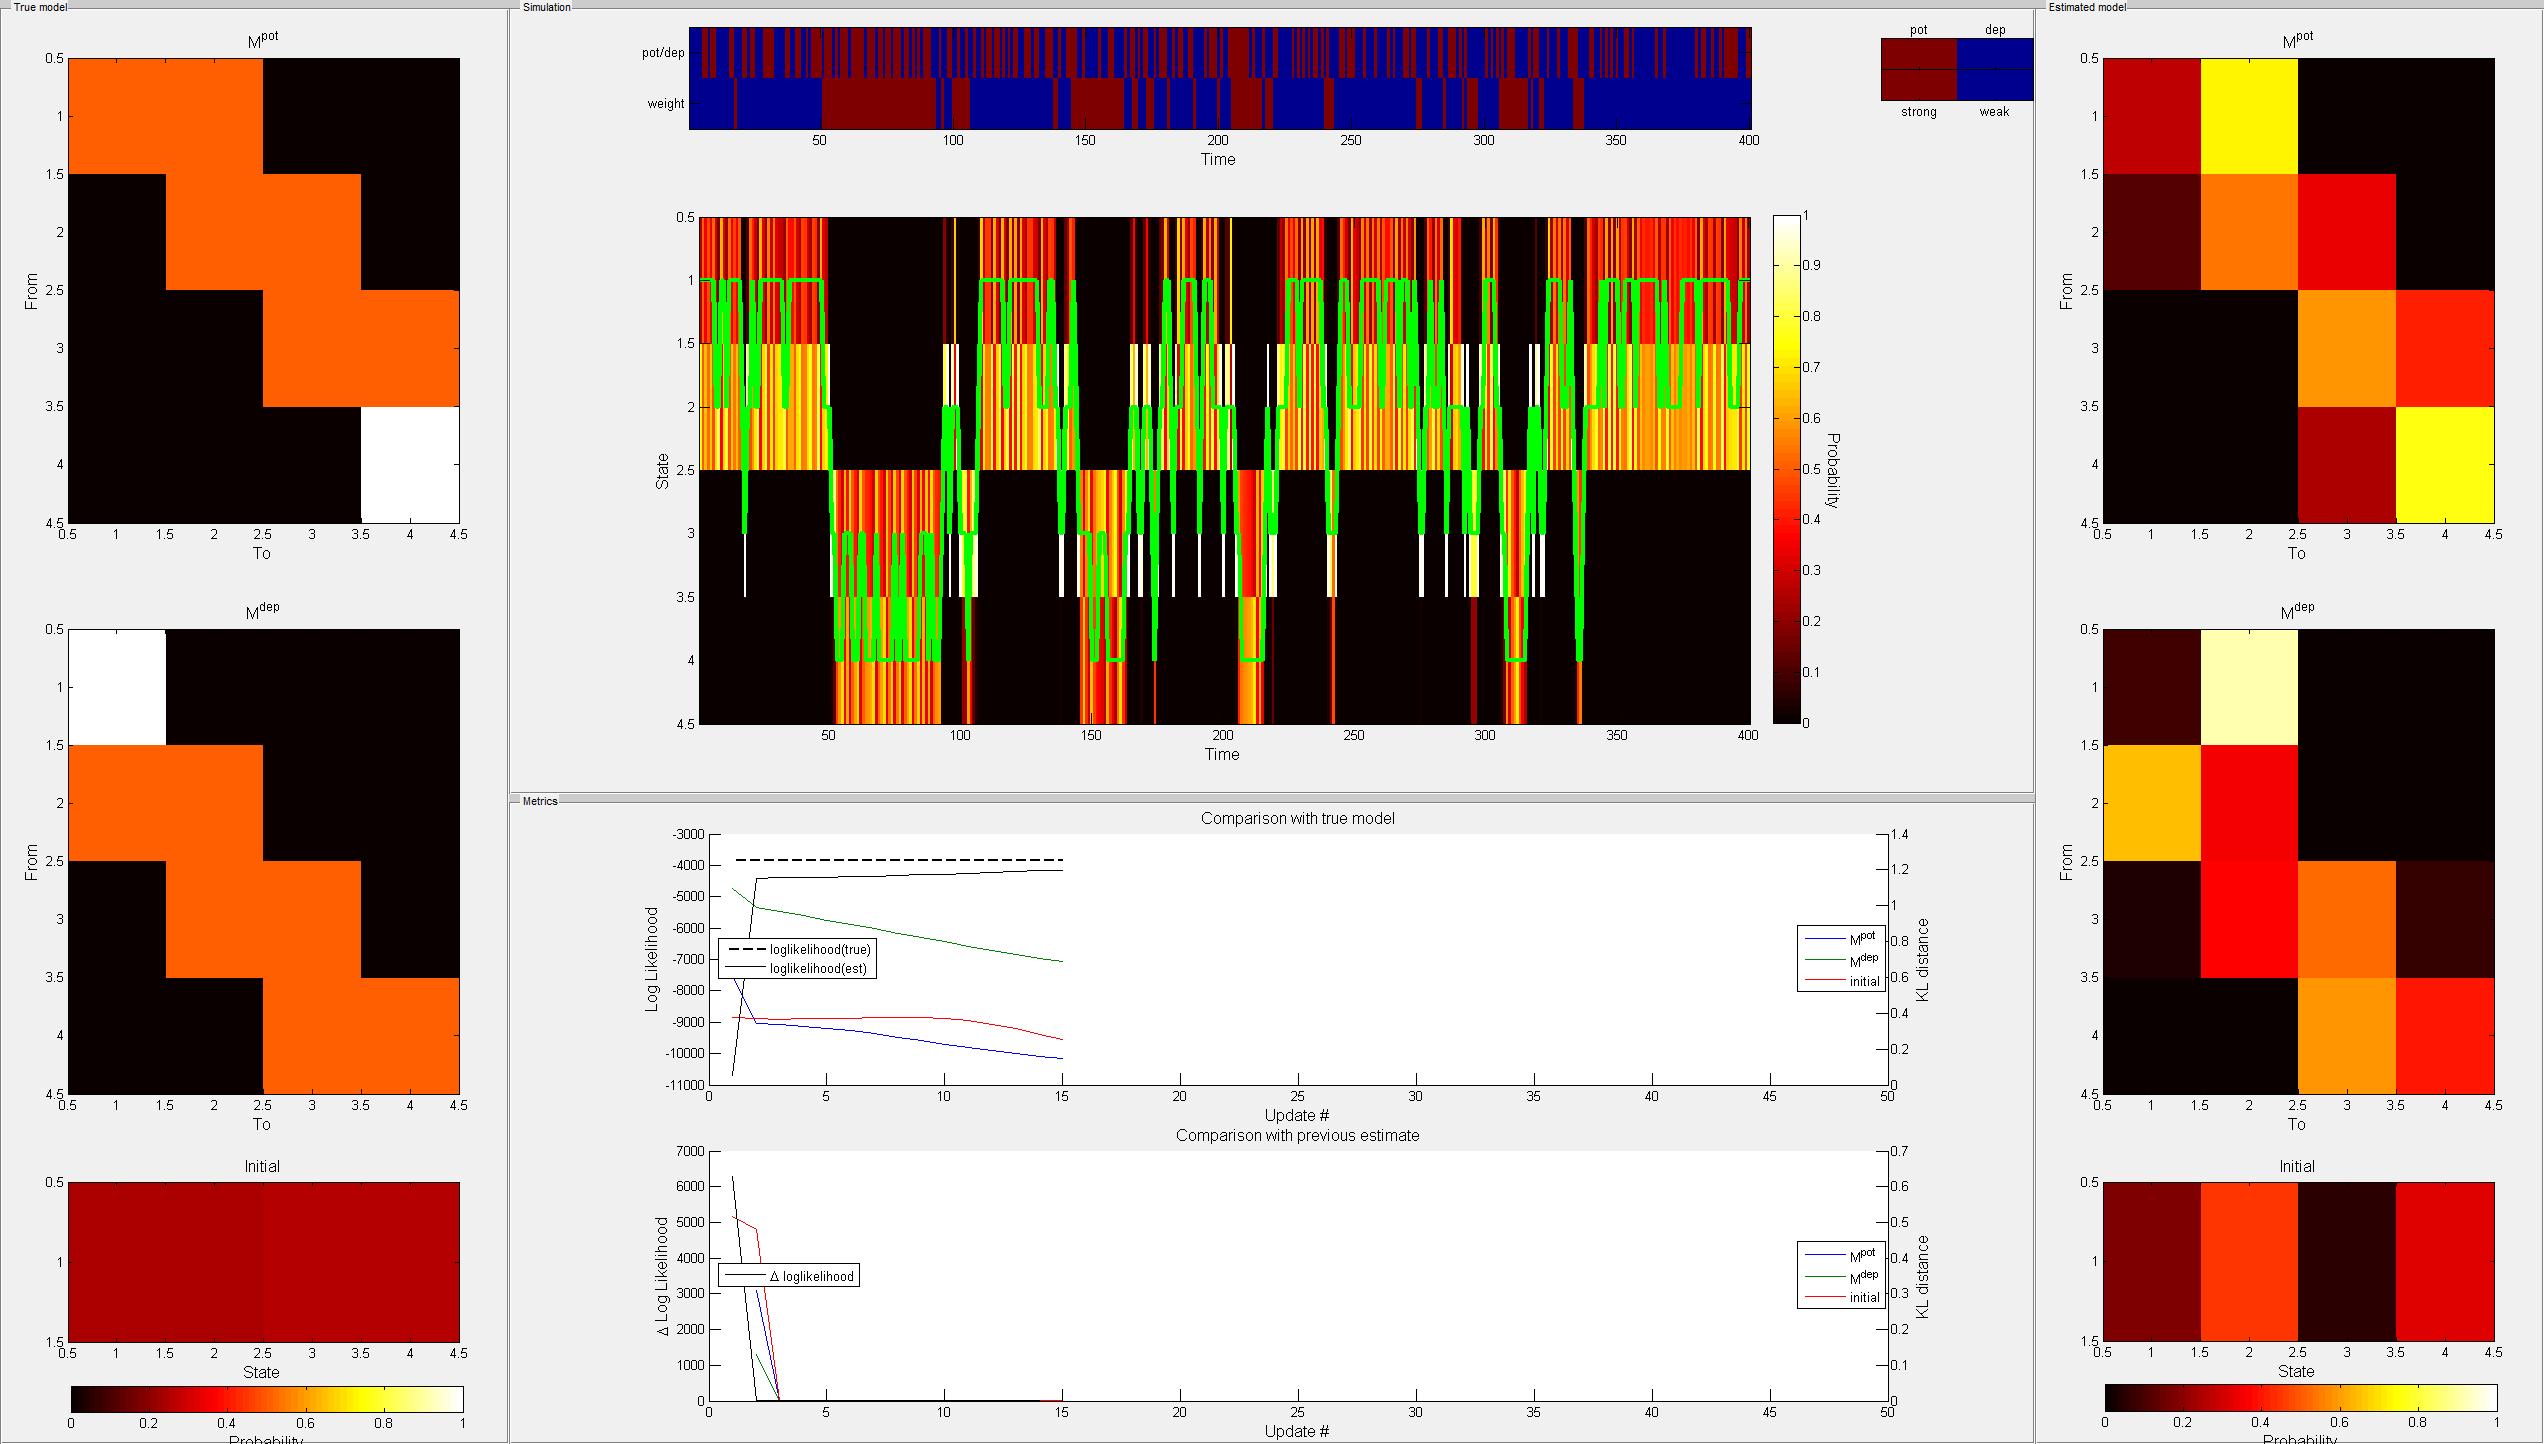 True model
M^pot
0.5
1
1.5
2
2.5
3
3.5
4
4.5
From
0.5 1 1.5 2 2.5 3 3.5 4 4.5
To
M^dep
0.5
1
1.5
2
2.5
3
3.5
4
4.5
From
0.5 1 1.5 2 2.5 3 3.5 4 4.5
To
Initial
0.5
1
1.5
0.5 1 1.5 2 2.5 3 3.5 4 4.5
State
0 0.2 0.4 0.6 0.8 1
Probability
Simulation
pot/dep
weight
50 100 150 200 250 300 350 400
Time
pot dep
strong weak
0.5
1
1.5
2
2.5
3
3.5
4
4.5
State
50 100 150 200 250 300 350 400
Time
1
0.9
0.8
0.7
0.6
0.5
0.4
0.3
0.2
0.1
0
Probability
Metrics
Comparison with true model
-3000
-4000
-5000
-6000
-7000
-8000
-9000
-10000
-11000
Log Likelihood
loglikelihood(true)
loglikelihood(est)
M^pot
M^dep
initial
1.4
1.2
1
0.8
0.6
0.4
0.2
0
KL distance
0 5 10 15 20 25 30 35 40 45 50
Update #
Comparison with previous estimate
7000
6000
5000
4000
3000
2000
1000
0
Δ Log Likelihood
Δ loglikelihood
M^pot
M^dep
initial
0.7
0.6
0.5
0.4
0.3
0.2
0.1
0
KL distance
0 5 10 15 20 25 30 35 40 45 50
Update #
Estimated model
M^pot
0.5
1
1.5
2
2.5
3
3.5
4
4.5
From
0.5 1 1.5 2 2.5 3 3.5 4 4.5
To
M^dep
0.5
1
1.5
2
2.5
3
3.5
4
4.5
From
0.5 1 1.5 2 2.5 3 3.5 4 4.5
To
Initial
0.5
1
1.5
0.5 1 1.5 2 2.5 3 3.5 4 4.5
State
0 0.2 0.4 0.6 0.8 1
Probability